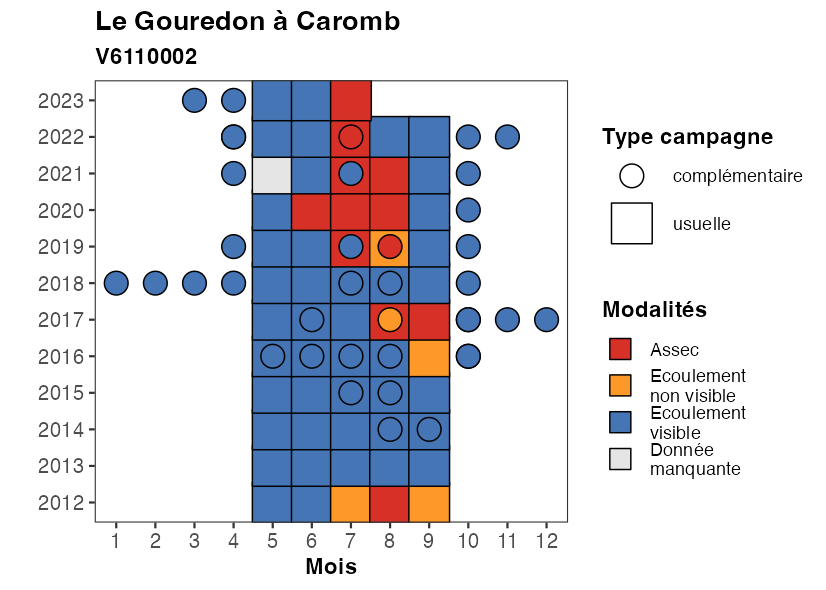 Le Gouredon à Caromb
V6110002
2023
2022
2021
2020
2019
2018
2017
2016
2015
2014
2013
2012
1 2 3 4 5 6 7 8 9 10 11 12
Mois
Type campagne
complémentaire
usuelle
Modalités
Assec
Ecoulement
non visible
Ecoulement
visible
Donnée
manquante